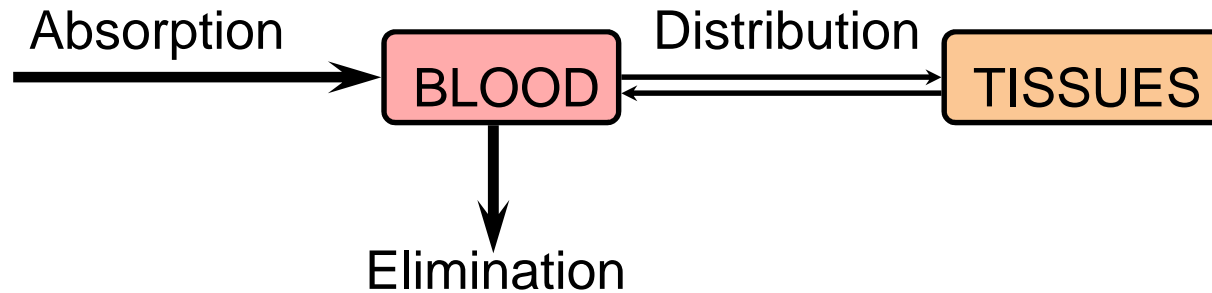 Absorption
Distribution
BLOOD
TISSUES
Elimination